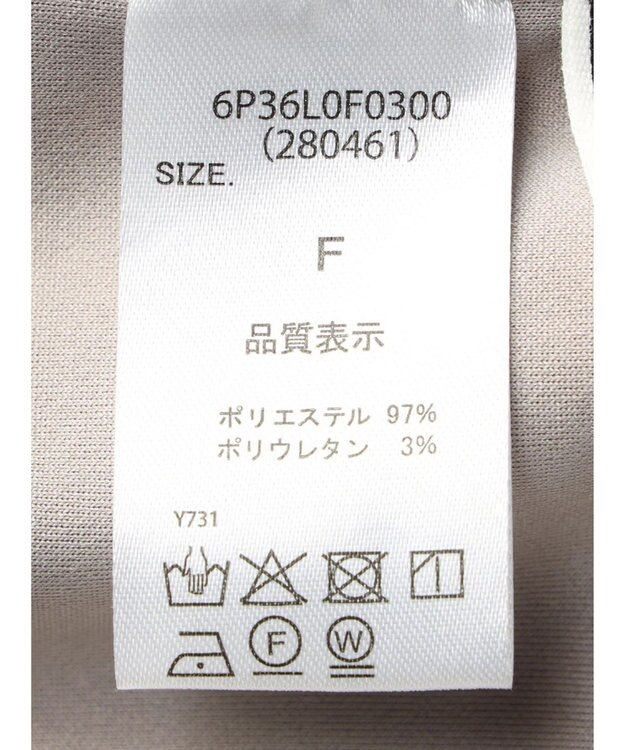 6P36L0F0300
(280461)
SIZE.
F
品質表示
ポリエステル 97%
ポリウレタン 3%
Y731
F W